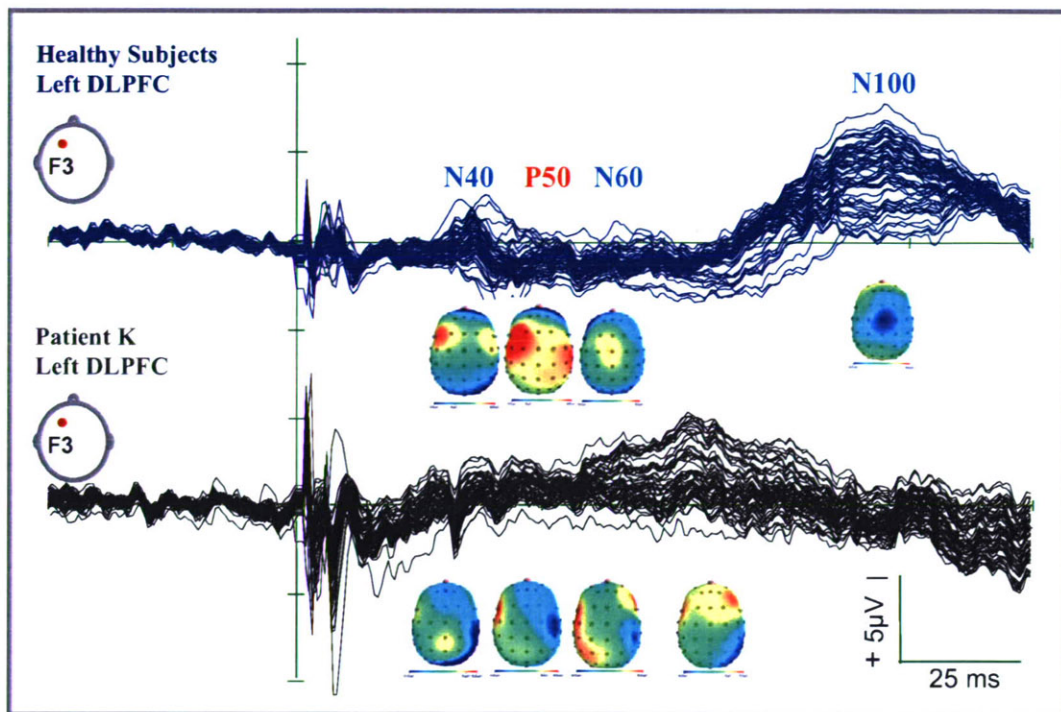 Healthy Subjects
Left DLPFC
F3
N40
P50
N60
N100
Patient K
Left DLPFC
F3
+ 5µV
25 ms